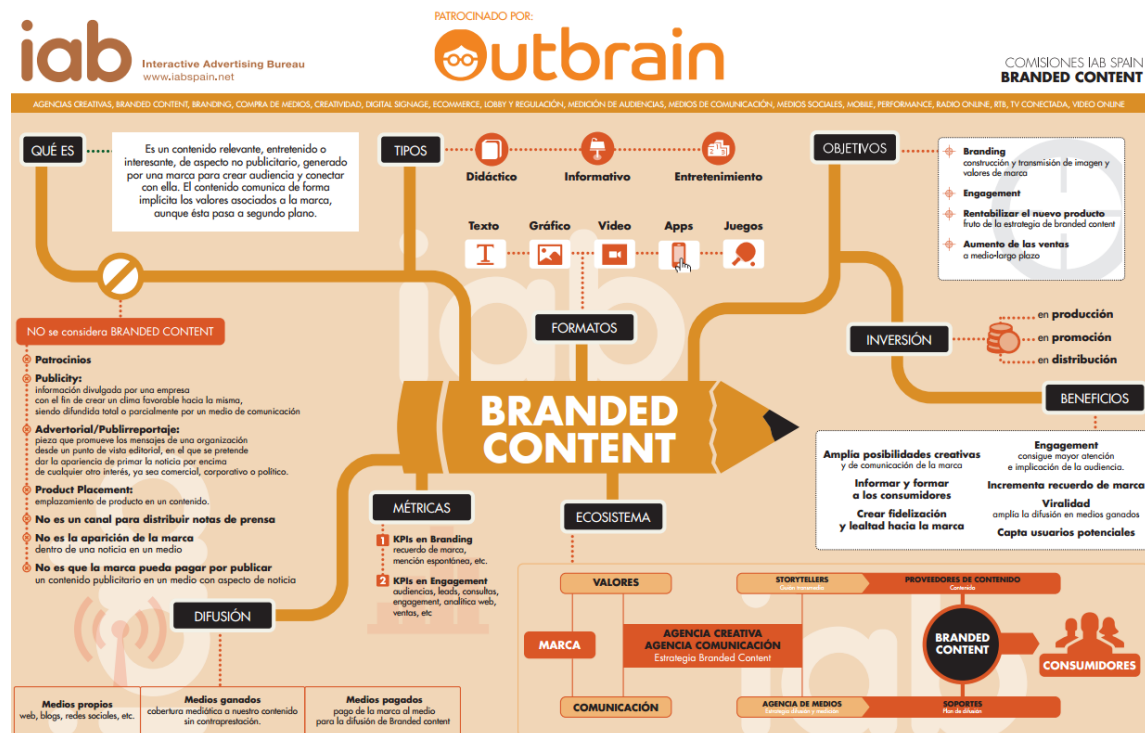 iab
Interactive Advertising Bureau
www.iabspain.net
PATROCINADO POR:
Outbrain
COMISIONES IAB SPAIN
BRANDED CONTENT
AGENCIAS CREATIVAS, BRANDED CONTENT, BRANDING, COMPRA DE MEDIOS, CREATIVIDAD, DIGITAL SIGNAGE, ECOMMERCE, LOBBY Y REGULACIÓN, MEDICIÓN DE AUDIENCIAS, MEDIOS DE COMUNICACIÓN, MEDIOS SOCIALES, MOBILE, PERFORMANCE, RADIO ONLINE, RTB, TV CONECTADA, VIDEO ONLINE
QUÉ ES
Es un contenido relevante, entretenido o
interesante, de aspecto no publicitario, generado
por una marca para crear audiencia y conectar
con ella. El contenido comunica de forma
implícita los valores asociados a la marca,
aunque ésta pasa a segundo plano.
TIPOS
Didáctico
Informativo
Entretenimiento
Texto
Gráfico
Video
Apps
Juegos
T
FORMATOS
OBJETIVOS
Branding
construcción y transmisión de imagen y
valores de marca
Engagement
Rentabilizar el nuevo producto
fruto de la estrategia de branded content
Aumento de las ventas
a medio-largo plazo
INVERSIÓN
en producción
en promoción
en distribución
BENEFICIOS
Amplía posibilidades creativas
y de comunicación de la marca
Informar y formar
a los consumidores
Crear fidelización
y lealtad hacia la marca
Engagement
consigue mayor atención
e implicación de la audiencia.
Incrementa recuerdo de marca
Viralidad
amplía la difusión en medios ganados
Capta usuarios potenciales
NO se considera BRANDED CONTENT
Patrocinios
Publicity:
información divulgada por una empresa
con el fin de crear un clima favorable hacia la misma,
siendo difundida total o parcialmente por un medio de comunicación
Advertorial/Publirreportaje:
pieza que promueve los mensajes de una organización
desde un punto de vista editorial, en el que se pretende
dar la apariencia de primar la noticia por encima
de cualquier otro interés, ya sea comercial, corporativo o político.
Product Placement:
emplazamiento de producto en un contenido.
No es un canal para distribuir notas de prensa
No es la aparición de la marca
dentro de una noticia en un medio
No es que la marca pueda pagar por publicar
un contenido publicitario en un medio con aspecto de noticia
BRANDED
CONTENT
MÉTRICAS
1 KPIs en Branding
recuerdo de marca,
mención espontánea, etc.
2 KPIs en Engagement
audiencias, leads, consultas,
engagement, analítica web,
ventas, etc
DIFUSIÓN
Medios propios
web, blogs, redes sociales, etc.
Medios ganados
cobertura mediática a nuestro contenido
sin contraprestación.
Medios pagados
pago de la marca al medio
para la difusión de Branded content
ECOSISTEMA
VALORES
MARCA
COMUNICACIÓN
AGENCIA CREATIVA
AGENCIA COMUNICACIÓN
Estrategia Branded Content
STORYTELLERS
PROVEEDORES DE CONTENIDO
Contenido
BRANDED
CONTENT
CONSUMIDORES
AGENCIA DE MEDIOS
SOPORTES
Plan de difusión
iab
iab